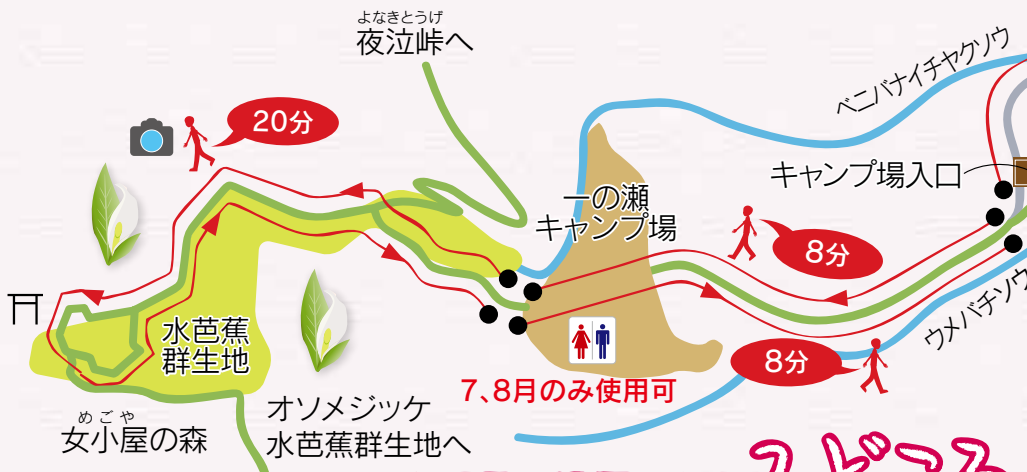 よなきとうげ
夜泣峠へ
20分
ベニバナイチヤクソウ
キャンプ場入口
一の瀬
キャンプ場
8分
水芭蕉
群生地
ウメバチソウ
8分
7、8月のみ使用可
めごや
女小屋の森
オソメジッケ
水芭蕉群生地へ